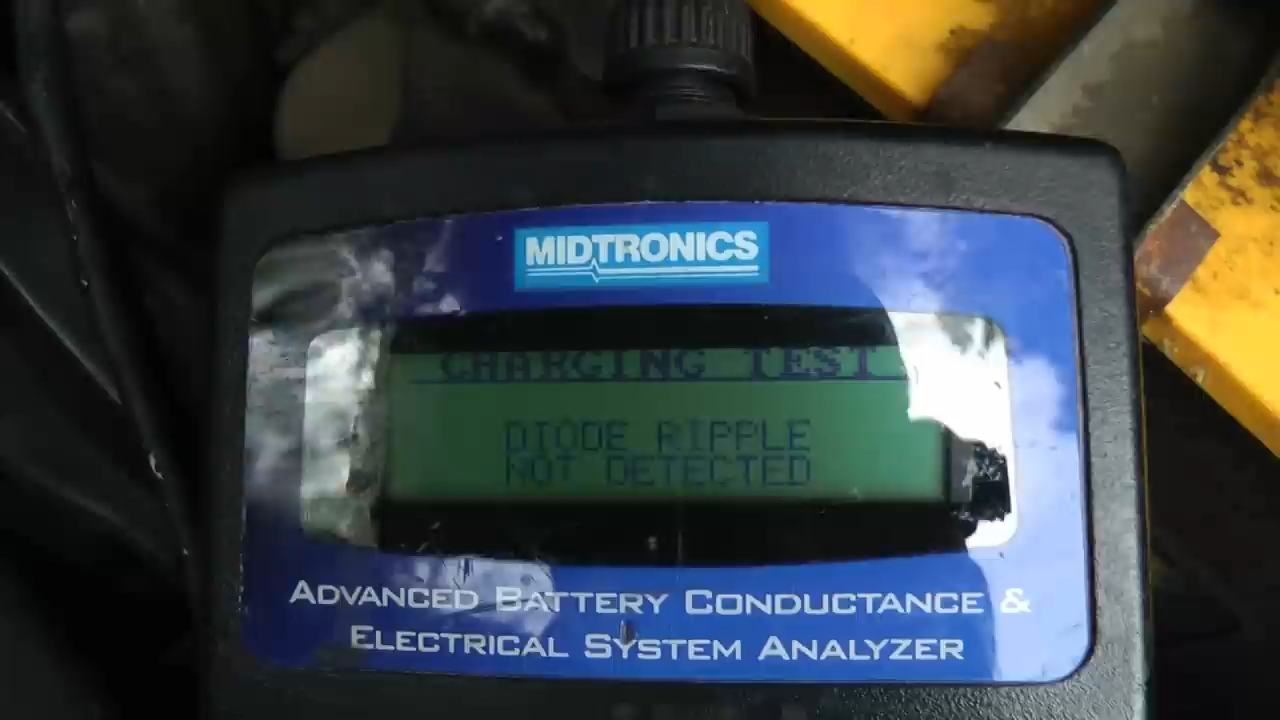 MIDTRONICS
CHARGING TEST
DIODE RIPPLE
NOT DETECTED
ADVANCED BATTERY CONDUCTANCE &
ELECTRICAL SYSTEM ANALYZER